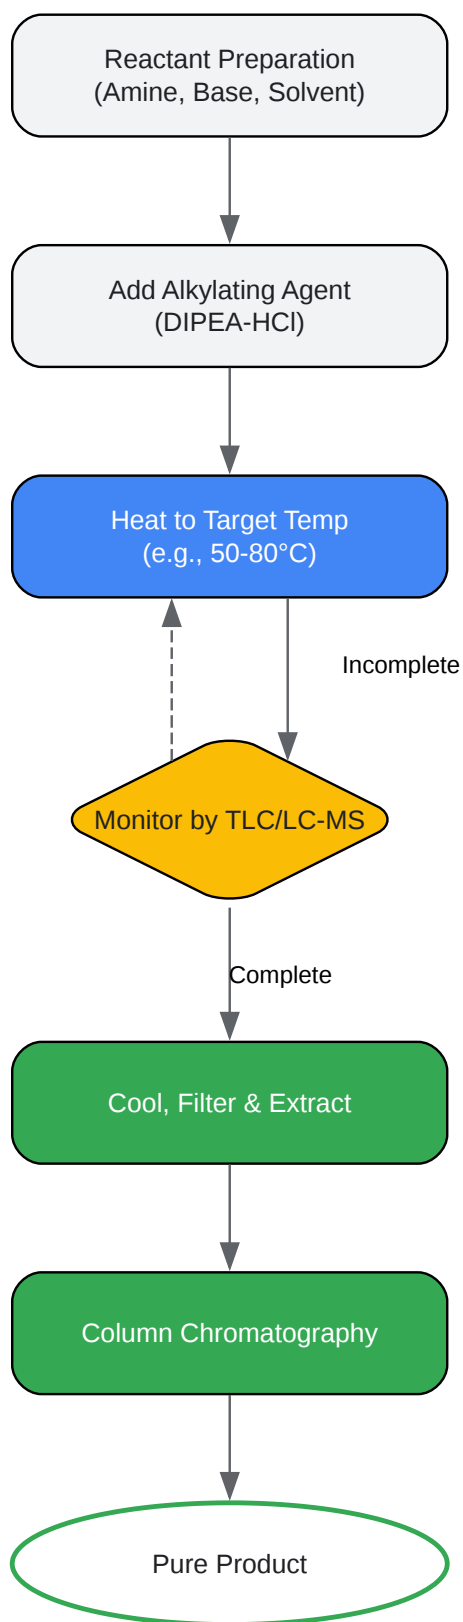 Reactant Preparation
(Amine, Base, Solvent)
Add Alkylating Agent
(DIPEA-HCl)
Heat to Target Temp
(e.g., 50-80°C)
Incomplete
Monitor by TLC/LC-MS
Complete
Cool, Filter & Extract
Column Chromatography
Pure Product